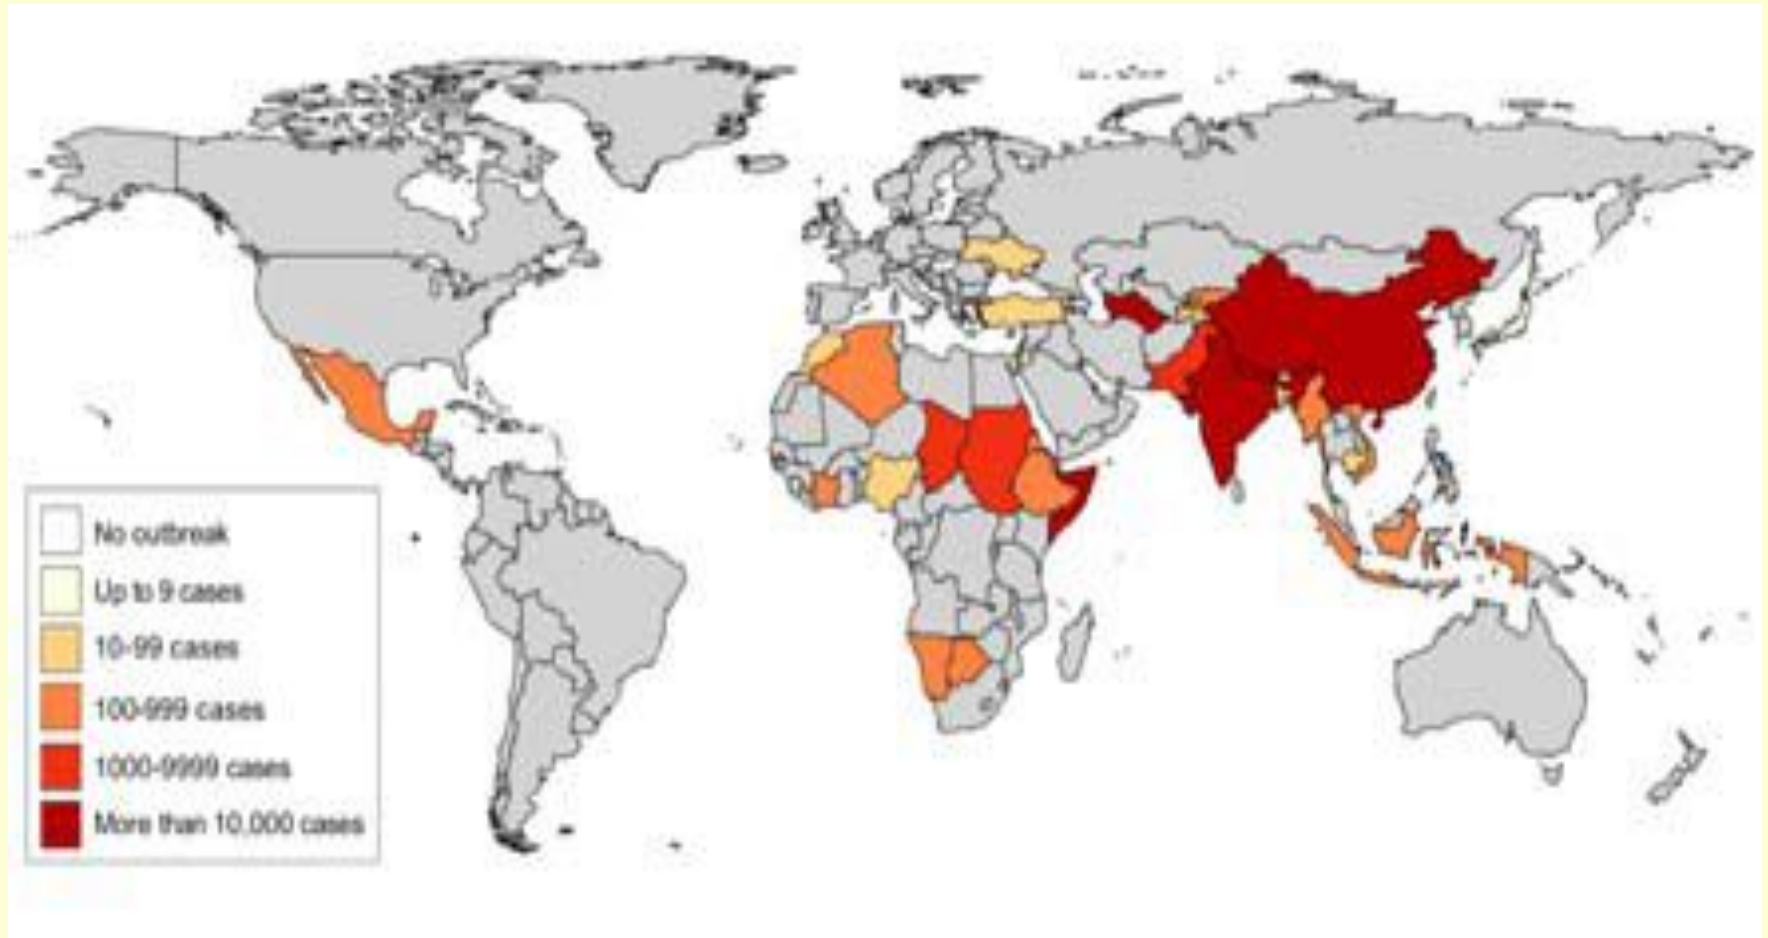 No outbreak
Up to 9 cases
10-99 cases
100-999 cases
1000-9999 cases
More than 10,000 cases